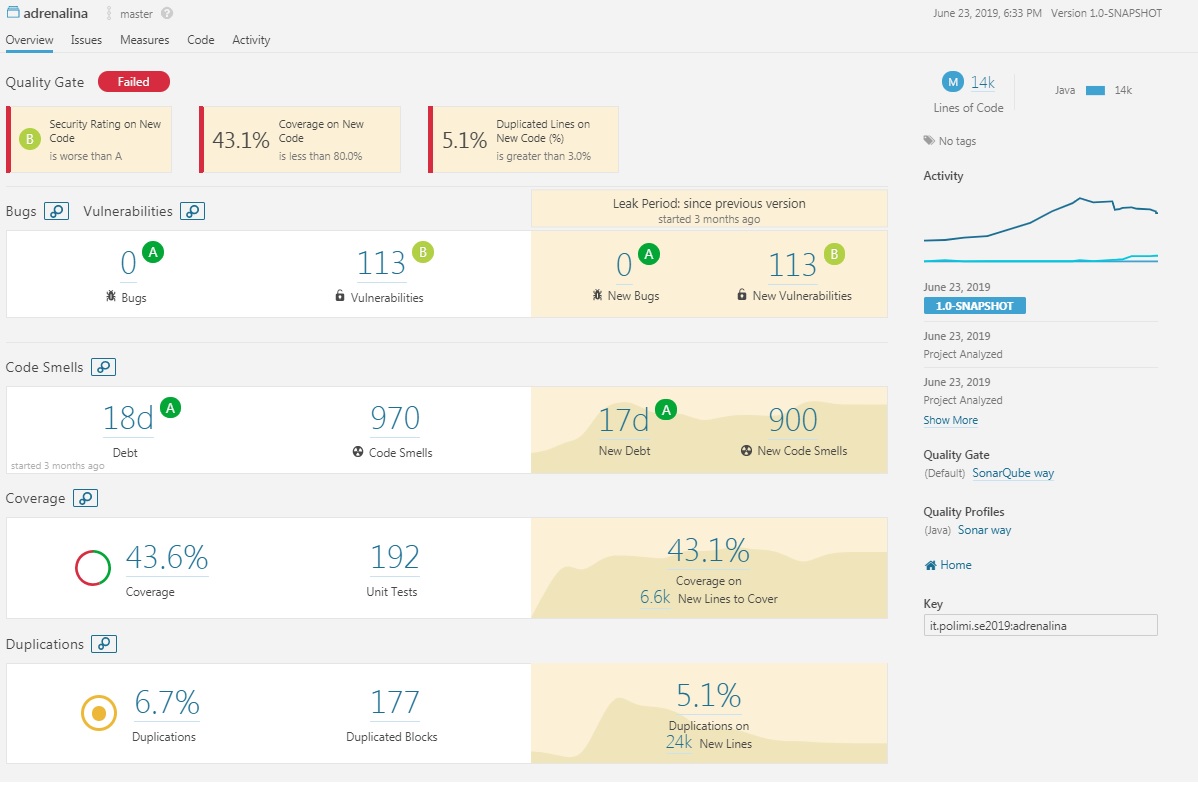 adrenalina master ?
June 23, 2019, 6:33 PM Version 1.0-SNAPSHOT
Overview Issues Measures Code Activity
Quality Gate Failed
B Security Rating on New Code
is worse than A
43.1% Coverage on New Code
is less than 80.0%
5.1% Duplicated Lines on New Code (%)
is greater than 3.0%
Bugs Vulnerabilities
Leak Period: since previous version
started 3 months ago
0 A
Bugs
113 B
Vulnerabilities
0 A
New Bugs
113 B
New Vulnerabilities
Code Smells
18d A
Debt
started 3 months ago
970
Code Smells
17d A
New Debt
900
New Code Smells
Coverage
43.6%
Coverage
192
Unit Tests
43.1%
Coverage on
6.6k New Lines to Cover
Duplications
6.7%
Duplications
177
Duplicated Blocks
5.1%
Duplications on
24k New Lines
M 14k
Lines of Code
Java 14k
No tags
Activity
June 23, 2019
1.0-SNAPSHOT
June 23, 2019
Project Analyzed
June 23, 2019
Project Analyzed
Show More
Quality Gate
(Default) SonarQube way
Quality Profiles
(Java) Sonar way
Home
Key
it.polimi.se2019:adrenalina